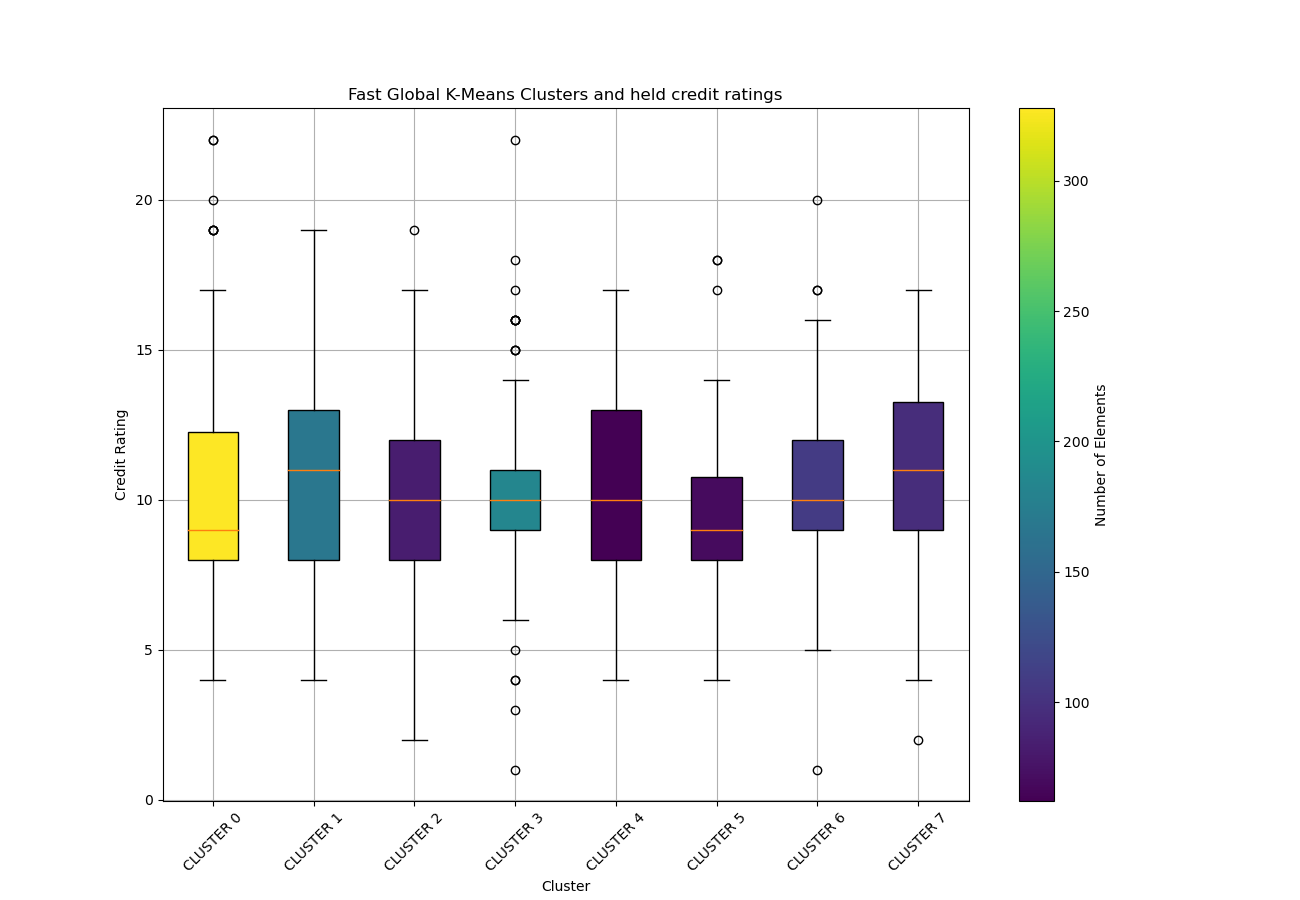 Fast Global K-Means Clusters and held credit ratings
Credit Rating
20
15
10
5
0
CLUSTER 0
CLUSTER 1
CLUSTER 2
CLUSTER 3
CLUSTER 4
CLUSTER 5
CLUSTER 6
CLUSTER 7
Cluster
300
250
200
150
100
Number of Elements